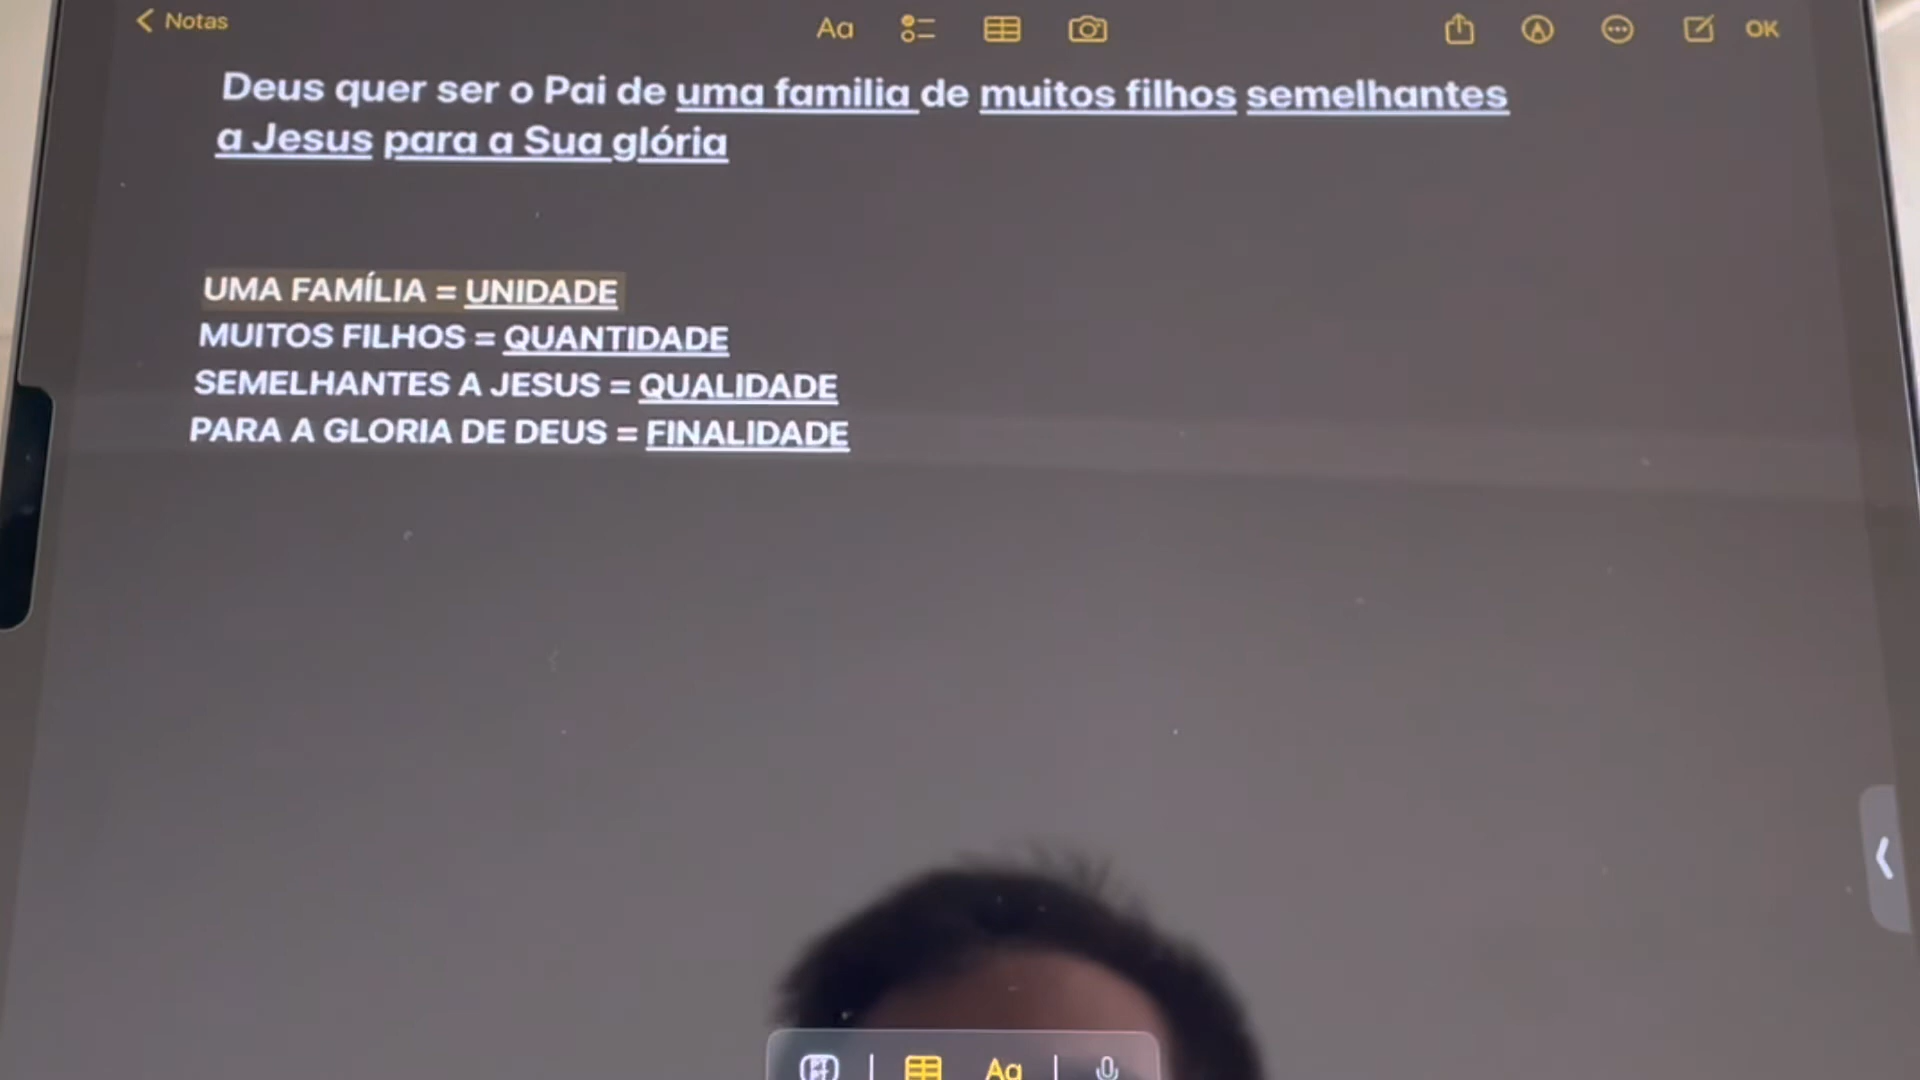 Notas
Aa
OK
Deus quer ser o Pai de uma familia de muitos filhos semelhantes
a Jesus para a Sua glória
UMA FAMÍLIA = UNIDADE
MUITOS FILHOS = QUANTIDADE
SEMELHANTES A JESUS = QUALIDADE
PARA A GLORIA DE DEUS = FINALIDADE
Aa